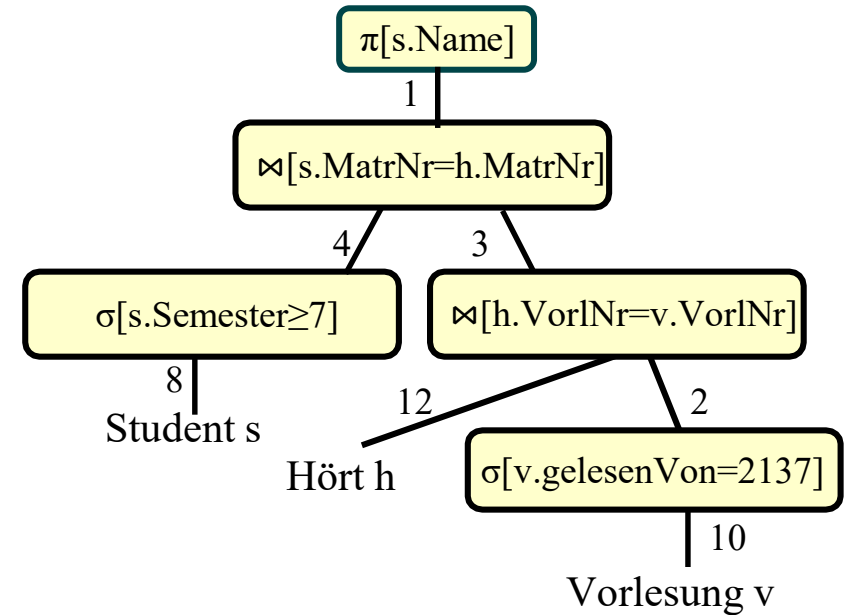 π[s.Name]
1
⋈[s.MatrNr=h.MatrNr]
4
3
σ[s.Semester≥7]
⋈[h.VorlNr=v.VorlNr]
8
12
2
Student s
Hört h
σ[v.gelesenVon=2137]
10
Vorlesung v